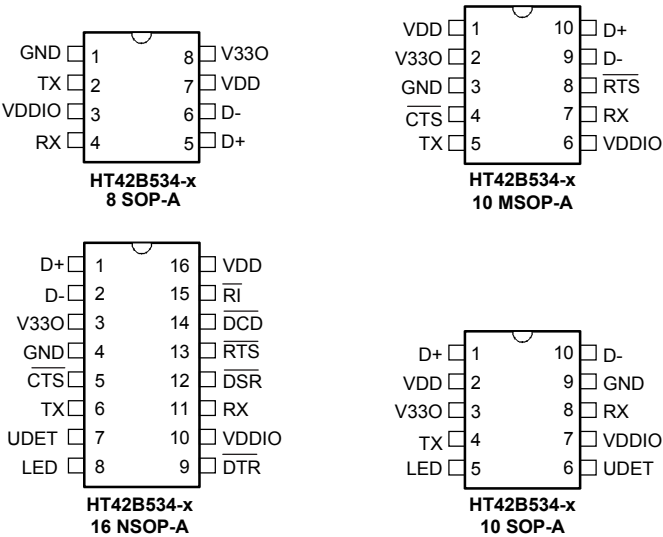 GND 1 8 V33O
TX 2 7 VDD
VDDIO 3 6 D-
RX 4 5 D+
HT42B534-x
8 SOP-A
VDD 1 10 D+
V33O 2 9 D-
GND 3 8 RTS
CTS 4 7 RX
TX 5 6 VDDIO
HT42B534-x
10 MSOP-A
D+ 1 16 VDD
D- 2 15 RI
V33O 3 14 DCD
GND 4 13 RTS
CTS 5 12 DSR
TX 6 11 RX
UDET 7 10 VDDIO
LED 8 9 DTR
HT42B534-x
16 NSOP-A
D+ 1 10 D-
VDD 2 9 GND
V33O 3 8 RX
TX 4 7 VDDIO
LED 5 6 UDET
HT42B534-x
10 SOP-A